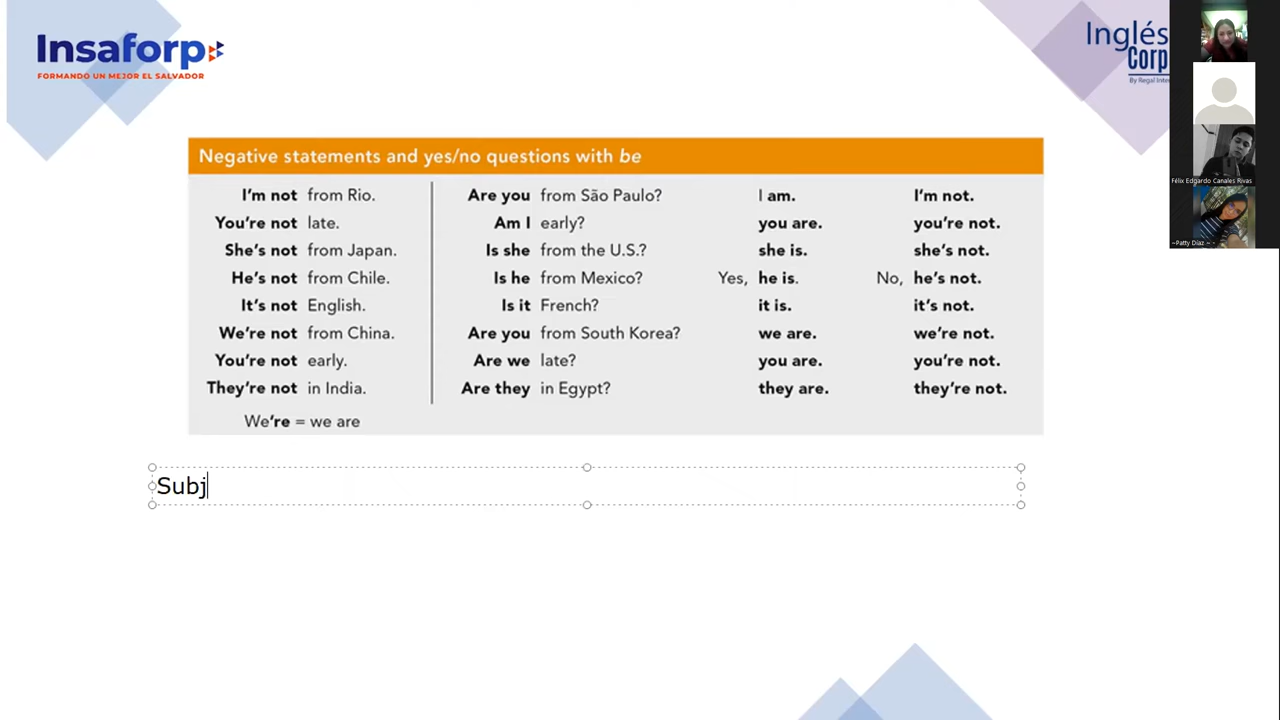 Insaforp
FORMANDO UN MEJOR EL SALVADOR
Inglés
Corp
By Regal Inter
Félix Edgardo Canales Rivas
~Patty Díaz ~
Negative statements and yes/no questions with be
I'm not from Rio. Are you from São Paulo? I am. I'm not.
You're not late. Am I early? you are. you're not.
She's not from Japan. Is she from the U.S.? she is. she's not.
He's not from Chile. Is he from Mexico? Yes, he is. No, he's not.
It's not English. Is it French? it is. it's not.
We're not from China. Are you from South Korea? we are. we're not.
You're not early. Are we late? you are. you're not.
They're not in India. Are they in Egypt? they are. they're not.
We're = we are
Subj